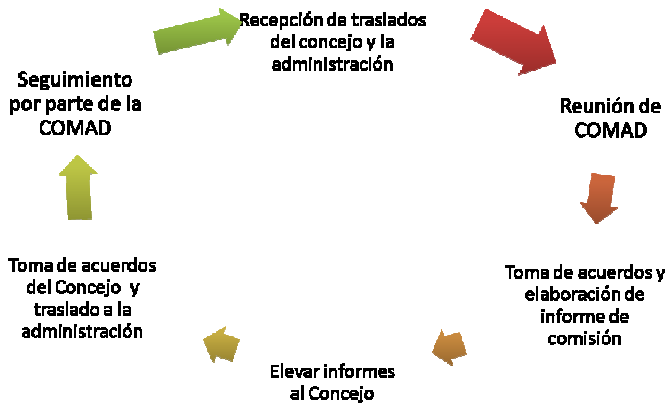 Recepción de traslados
del concejo y la
administración
Reunión de
COMAD
Toma de acuerdos y
elaboración de
informe de
comisión
Elevar informes
al Concejo
Toma de acuerdos
del Concejo y
traslado a la
administración
Seguimiento
por parte de la
COMAD